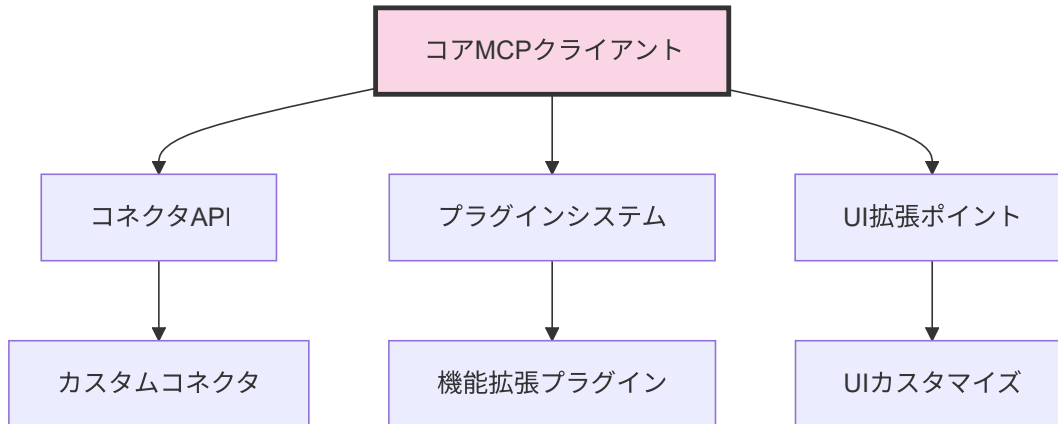 コアMCPクライアント
コネクタAPI
プラグインシステム
UI拡張ポイント
カスタムコネクタ
機能拡張プラグイン
UIカスタマイズ